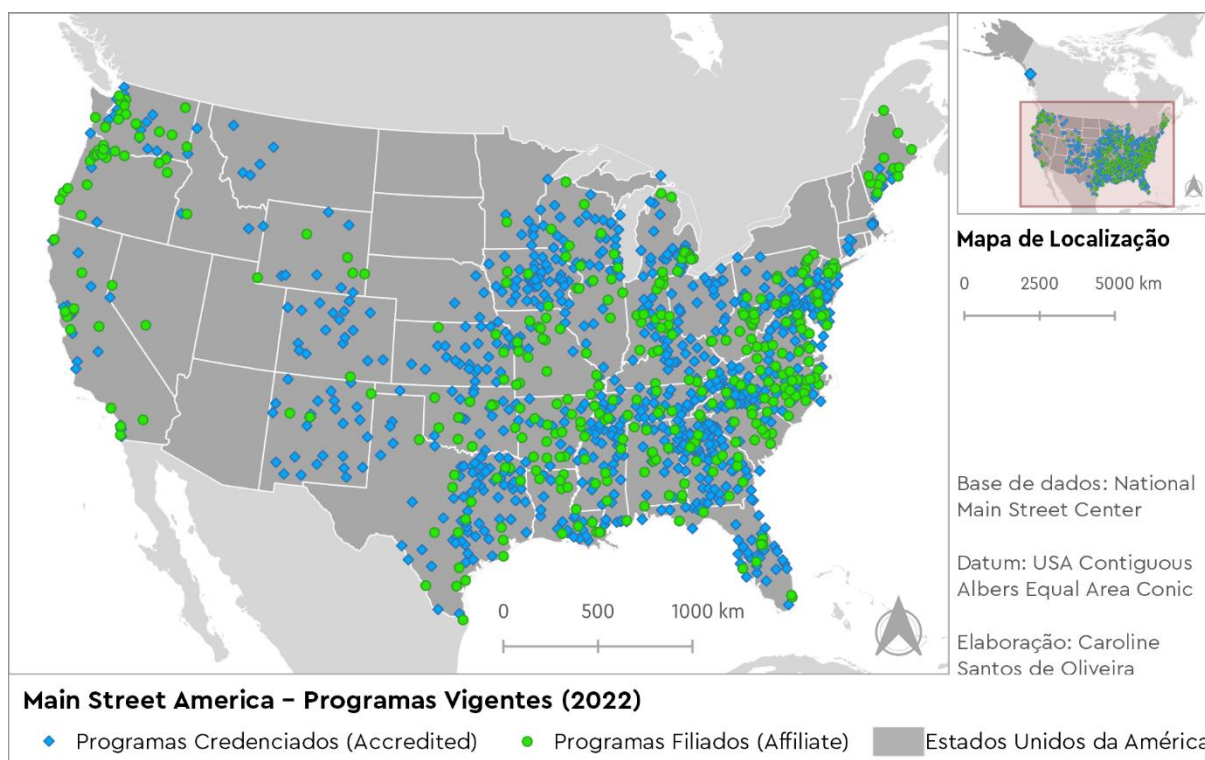 Mapa de Localização
0 2500 5000 km
Base de dados: National
Main Street Center
Datum: USA Contiguous
Albers Equal Area Conic
Elaboração: Caroline
Santos de Oliveira
0 500 1000 km
Main Street America – Programas Vigentes (2022)
Programas Credenciados (Accredited) Programas Filiados (Affiliate) Estados Unidos da América